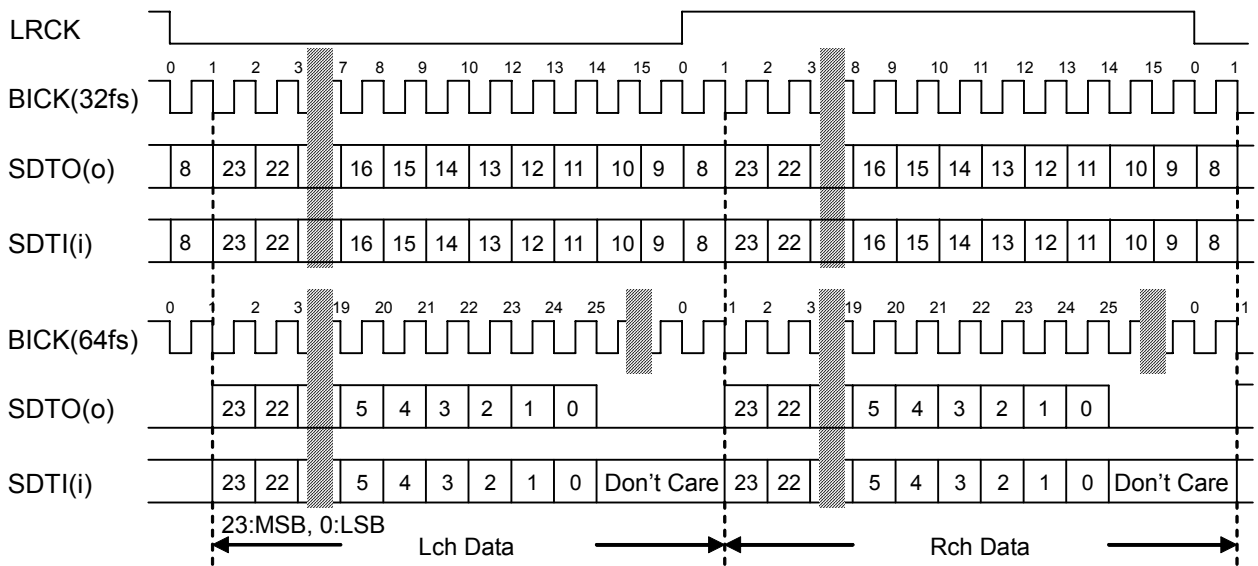 LRCK
0 1 2 3 7 8 9 10 12 13 14 15 0 1 2 3 8 9 10 11 12 13 14 15 0 1
BICK(32fs)
SDTO(o) 8 23 22 16 15 14 13 12 11 10 9 8 23 22 16 15 14 13 12 11 10 9 8
SDTI(i) 8 23 22 16 15 14 13 12 11 10 9 8 23 22 16 15 14 13 12 11 10 9 8
0 1 2 3 19 20 21 22 23 24 25 0 1 2 3 19 20 21 22 23 24 25 0 1
BICK(64fs)
SDTO(o) 23 22 5 4 3 2 1 0 23 22 5 4 3 2 1 0
SDTI(i) 23 22 5 4 3 2 1 0 Don't Care 23 22 5 4 3 2 1 0 Don't Care
23:MSB, 0:LSB
Lch Data Rch Data